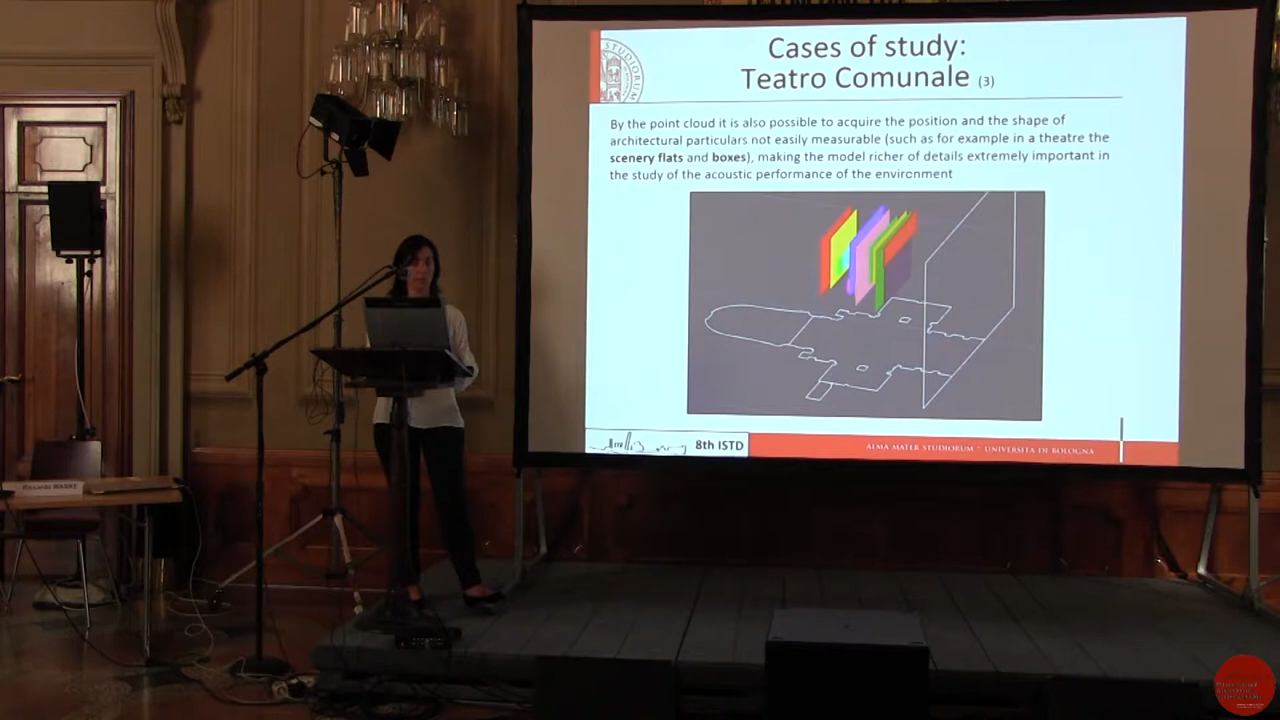 Cases of study:
Teatro Comunale (3)
By the point cloud it is also possible to acquire the position and the shape of
architectural particulars not easily measurable (such as for example in a theatre the
scenery flats and boxes), making the model richer of details extremely important in
the study of the acoustic performance of the environment
8th ISTD
ALMA MATER STUDIORUM ~ UNIVERSITÀ DI BOLOGNA
Riccardo WASKE